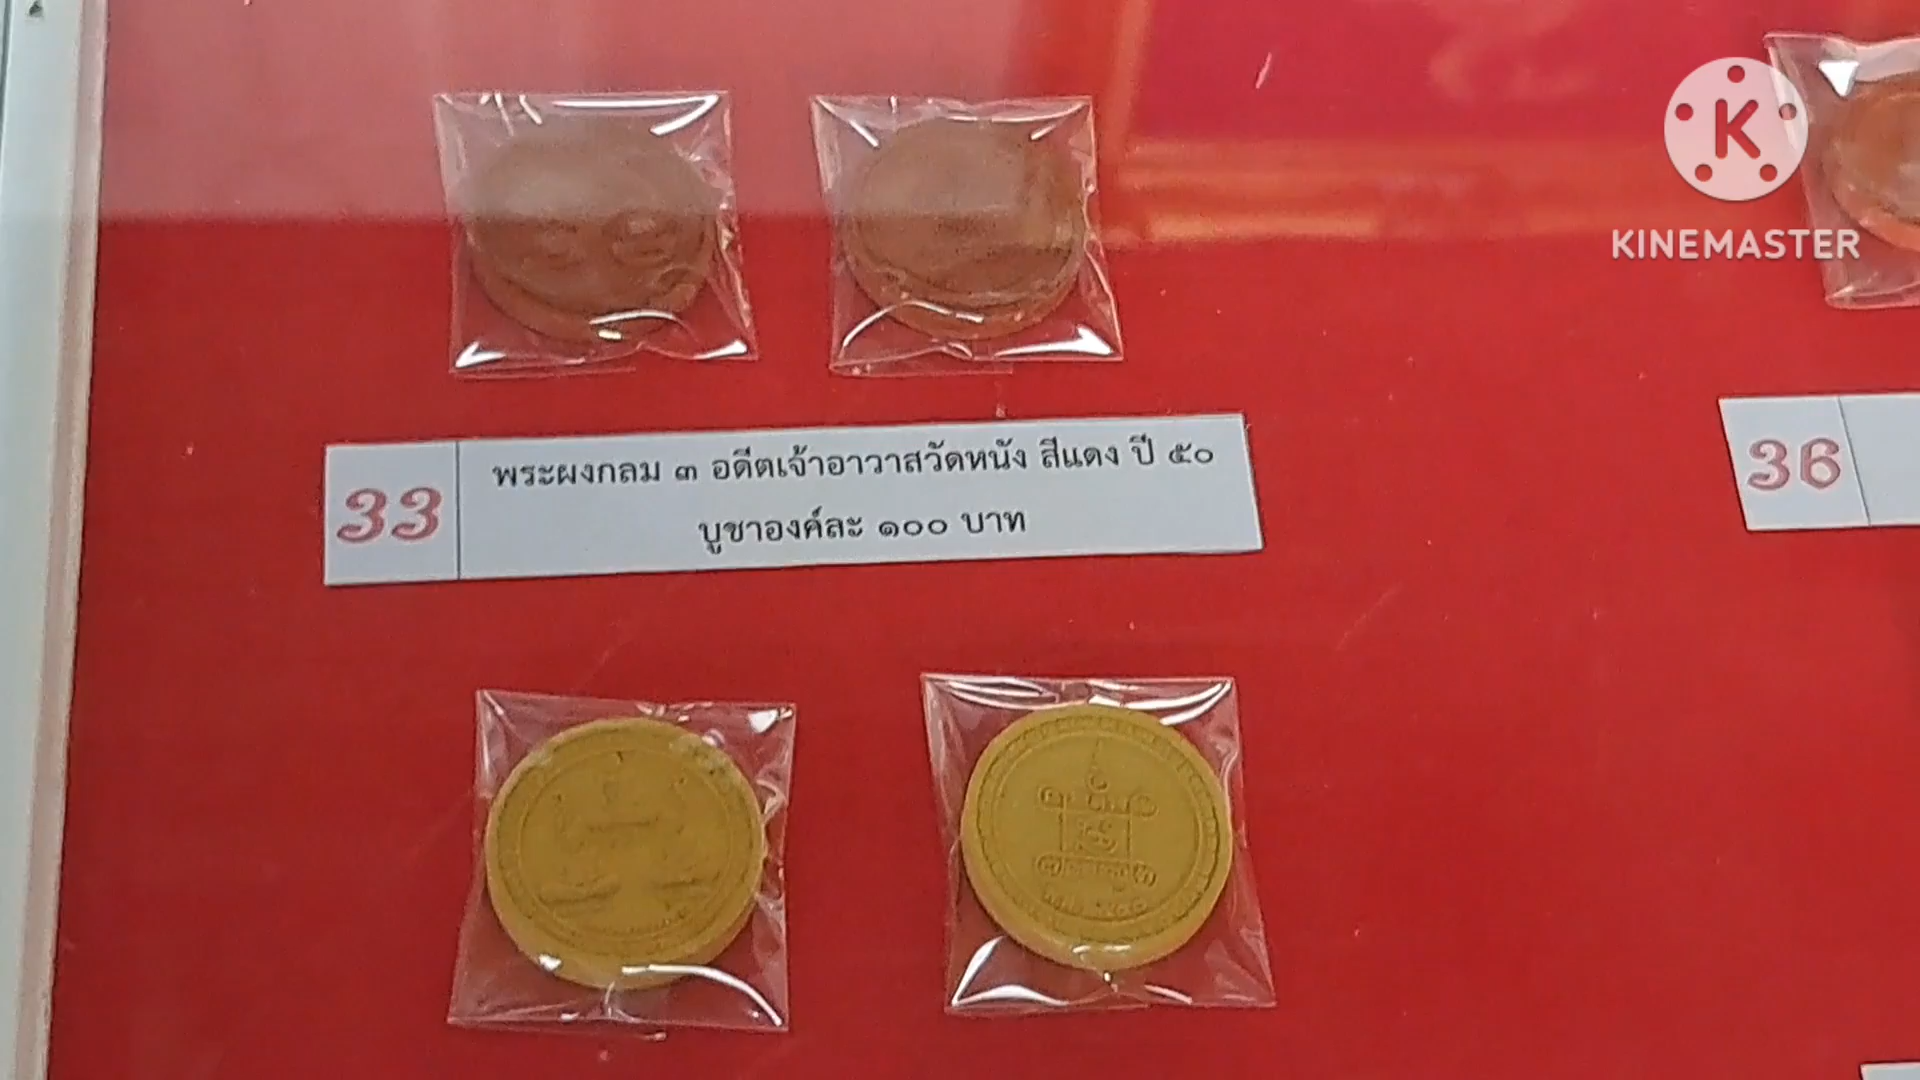 KINEMASTER
33
พระผงกลม ๓ อดีตเจ้าอาวาสวัดหนัง สีแดง ปี ๕๐
บูชาองค์ละ ๑๐๐ บาท
36